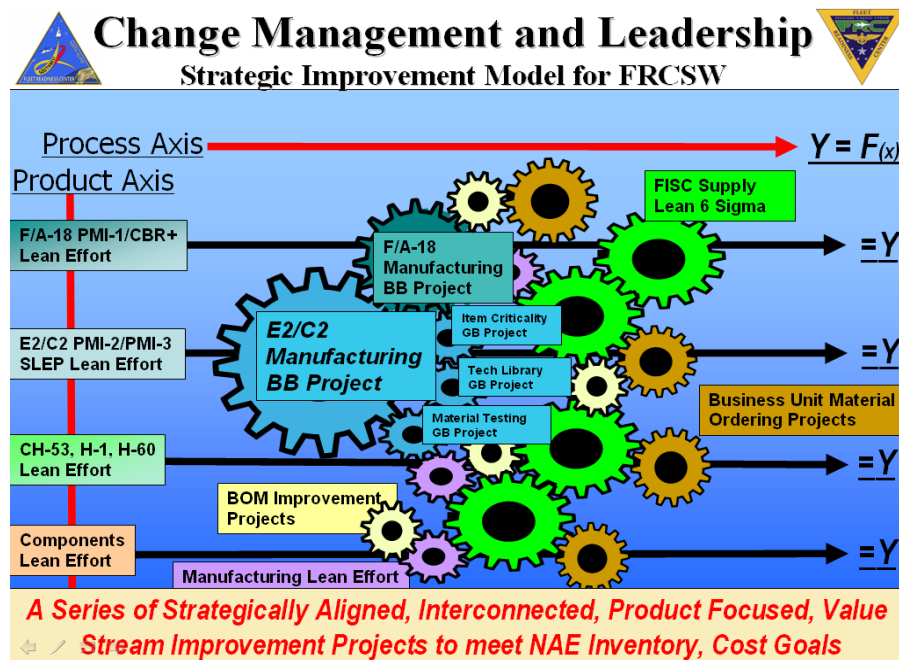 Change Management and Leadership
Strategic Improvement Model for FRCSW
Process Axis
Y = F(x)
Product Axis
FISC Supply
Lean 6 Sigma
F/A-18 PMI-1/CBR+
Lean Effort
F/A-18
Manufacturing
BB Project
=Y
E2/C2
Manufacturing
BB Project
Item Criticality
GB Project
E2/C2 PMI-2/PMI-3
SLEP Lean Effort
=Y
Tech Library
GB Project
Business Unit Material
Ordering Projects
Material Testing
GB Project
CH-53, H-1, H-60
Lean Effort
=Y
BOM Improvement
Projects
Components
Lean Effort
=Y
Manufacturing Lean Effort
A Series of Strategically Aligned, Interconnected, Product Focused, Value
Stream Improvement Projects to meet NAE Inventory, Cost Goals